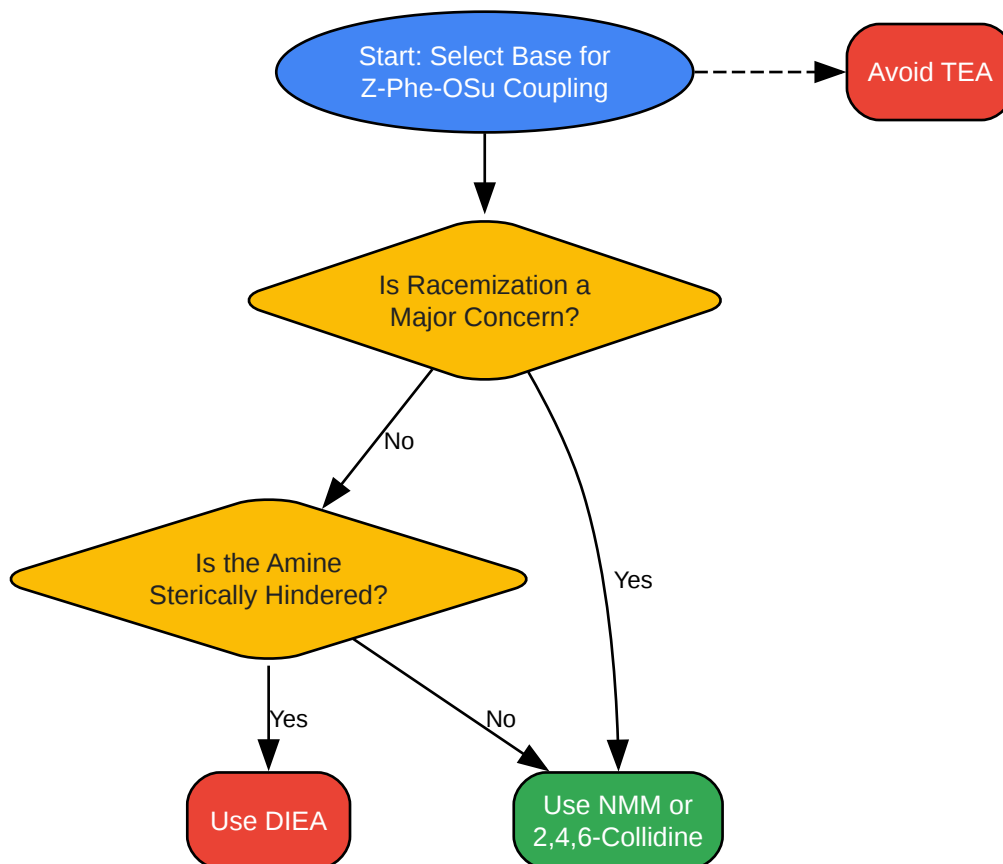 Start: Select Base for
Z-Phe-OSu Coupling
Avoid TEA
Is Racemization a
Major Concern?
No
Is the Amine
Sterically Hindered?
Yes
Yes
No
Use DIEA
Use NMM or
2,4,6-Collidine